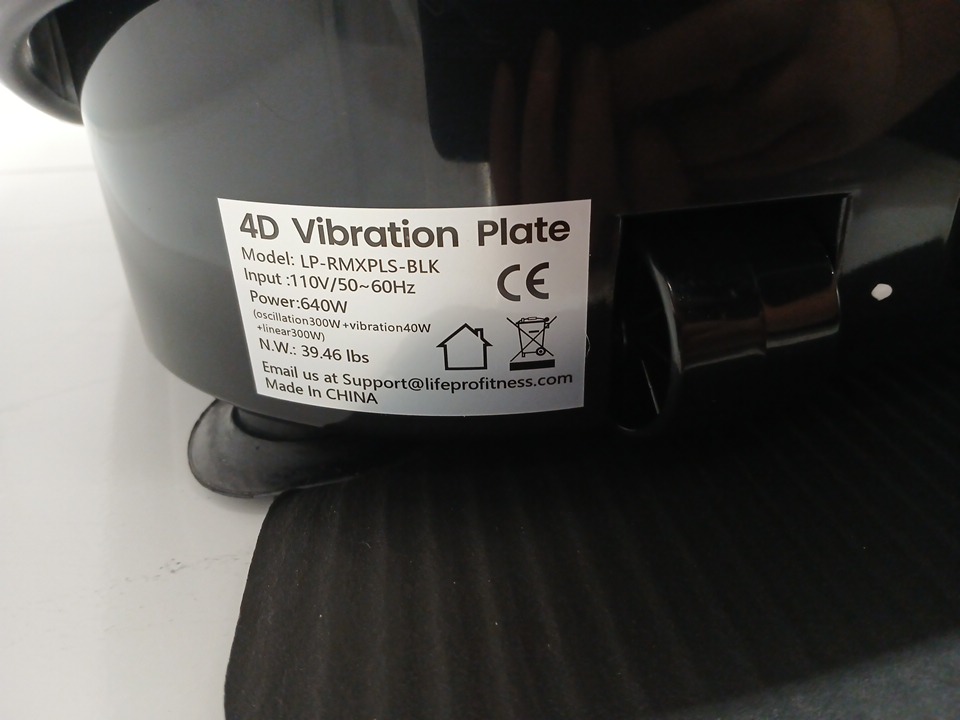 4D Vibration Plate
Model: LP-RMXPLS-BLK
Input :110V/50~60Hz
Power:640W
(oscillation300W+vibration40W
+linear300W)
N.W.: 39.46 lbs
Email us at Support@lifeprofitness.com
Made In CHINA
CE